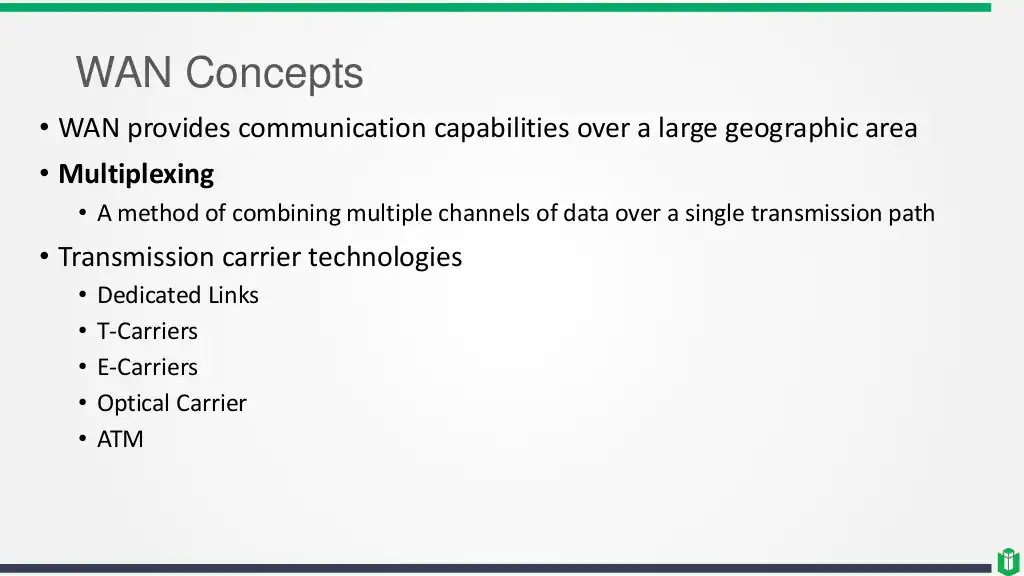 WAN Concepts
• WAN provides communication capabilities over a large geographic area
• Multiplexing
• A method of combining multiple channels of data over a single transmission path
• Transmission carrier technologies
• Dedicated Links
• T-Carriers
• E-Carriers
• Optical Carrier
• ATM